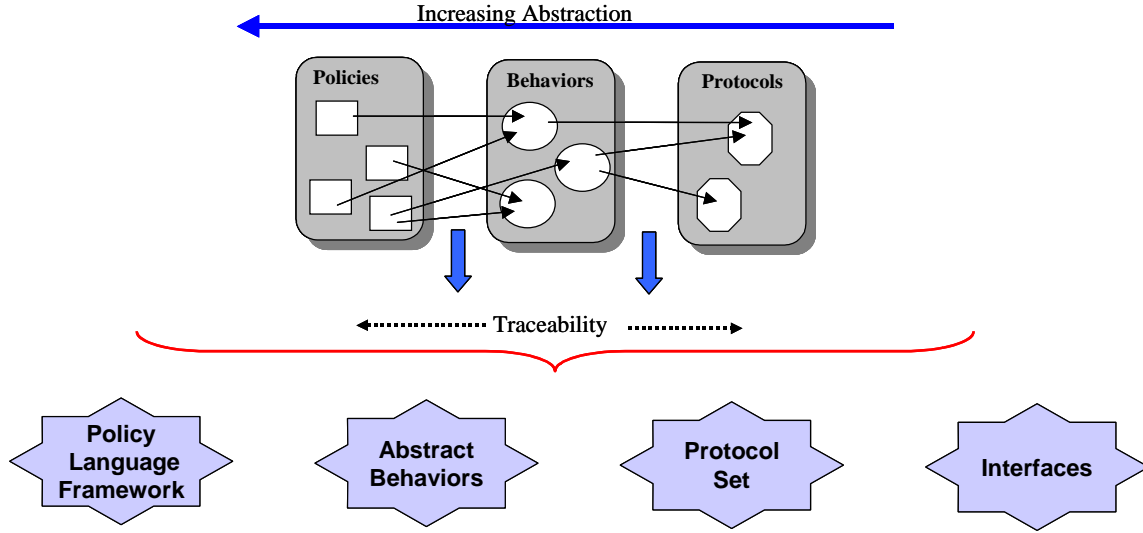 Increasing Abstraction
Policies
Behaviors
Protocols
Traceability
Policy
Language
Framework
Abstract
Behaviors
Protocol
Set
Interfaces